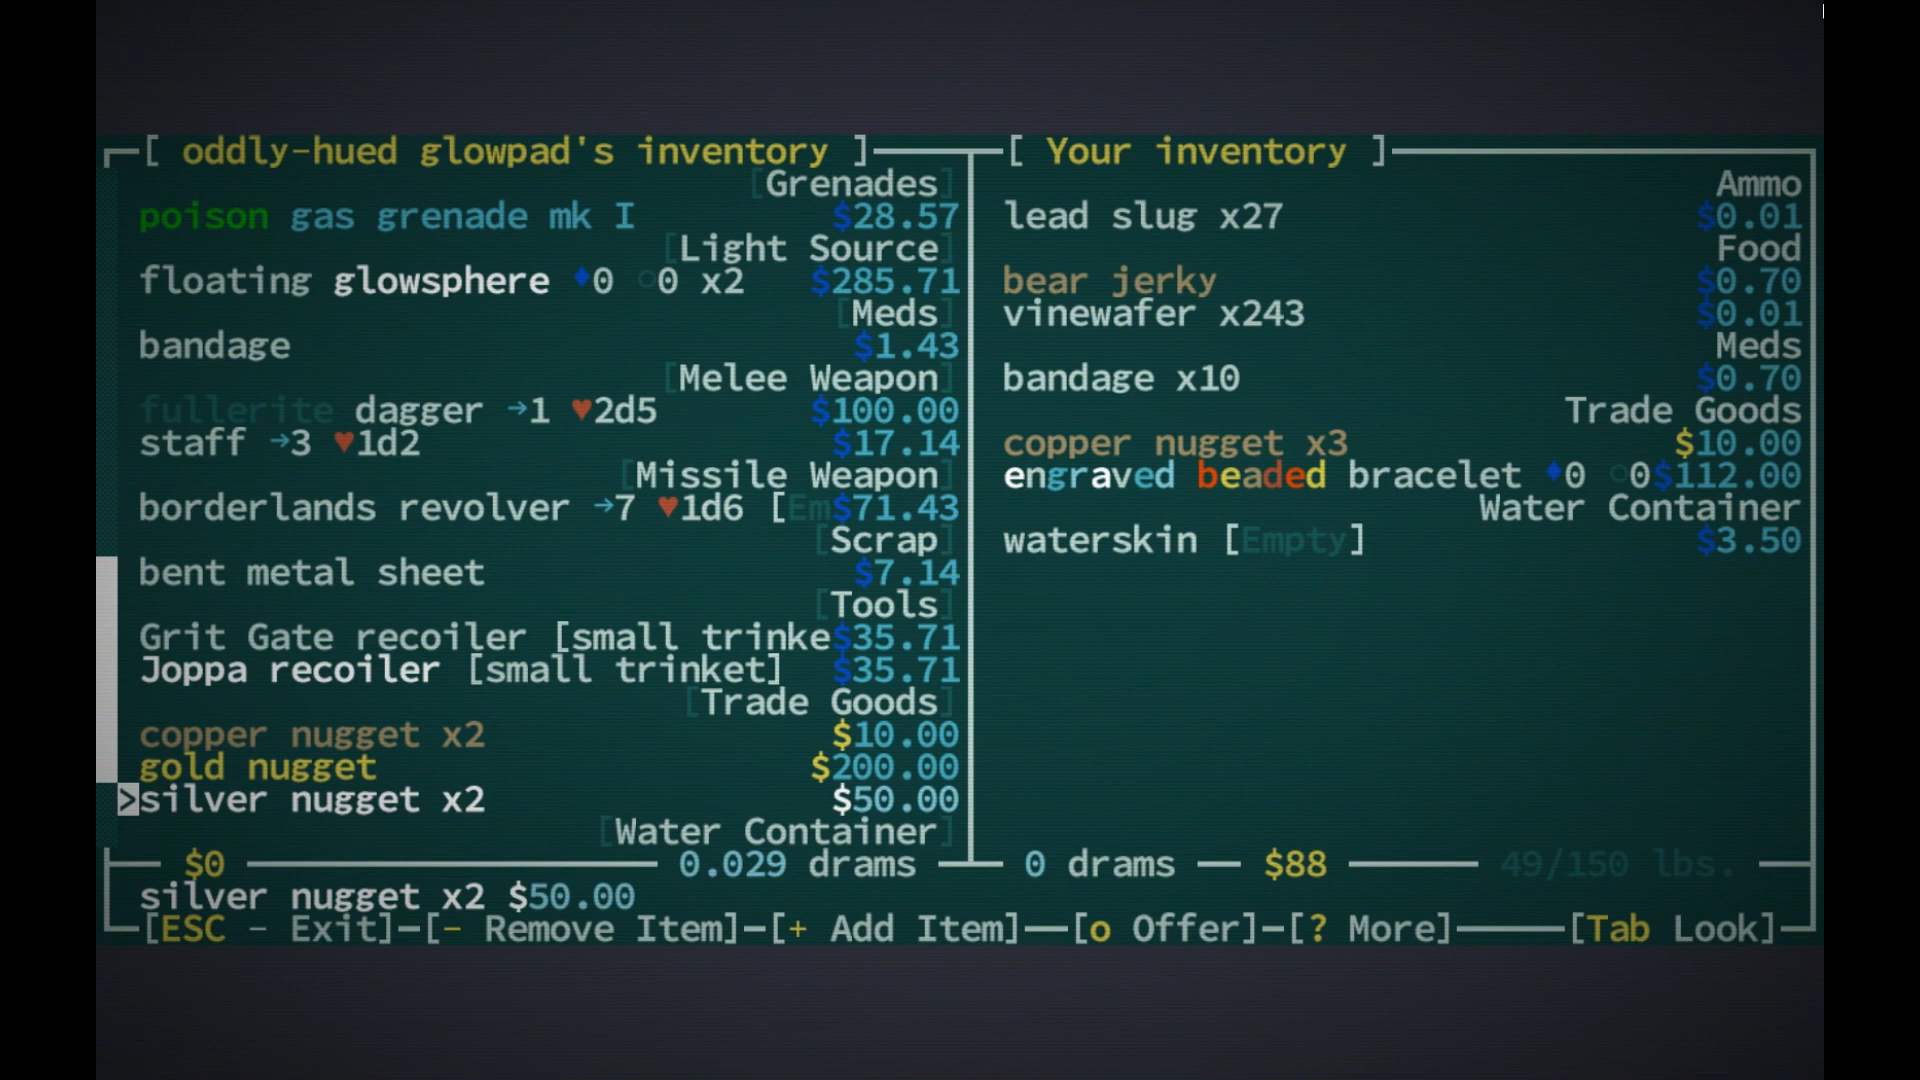 [ oddly-hued glowpad's inventory ]
[Grenades]
poison gas grenade mk I $28.57
[Light Source]
floating glowsphere ♦0 ○0 x2 $285.71
[Meds]
bandage $1.43
[Melee Weapon]
fullerite dagger →1 ♥2d5 $100.00
staff →3 ♥1d2 $17.14
[Missile Weapon]
borderlands revolver →7 ♥1d6 [Em$71.43
[Scrap]
bent metal sheet $7.14
[Tools]
Grit Gate recoiler [small trinke$35.71
Joppa recoiler [small trinket] $35.71
[Trade Goods]
copper nugget x2 $10.00
gold nugget $200.00
>silver nugget x2 $50.00
[Water Container]
[ Your inventory ]
Ammo
lead slug x27 $0.01
Food
bear jerky $0.70
vinewafer x243 $0.01
Meds
bandage x10 $0.70
Trade Goods
copper nugget x3 $10.00
engraved beaded bracelet ♦0 ○0$112.00
Water Container
waterskin [Empty] $3.50
$0 0.029 drams 0 drams $88 49/150 lbs.
silver nugget x2 $50.00
[ESC - Exit]-[- Remove Item]-[+ Add Item]-[o Offer]-[? More] [Tab Look]